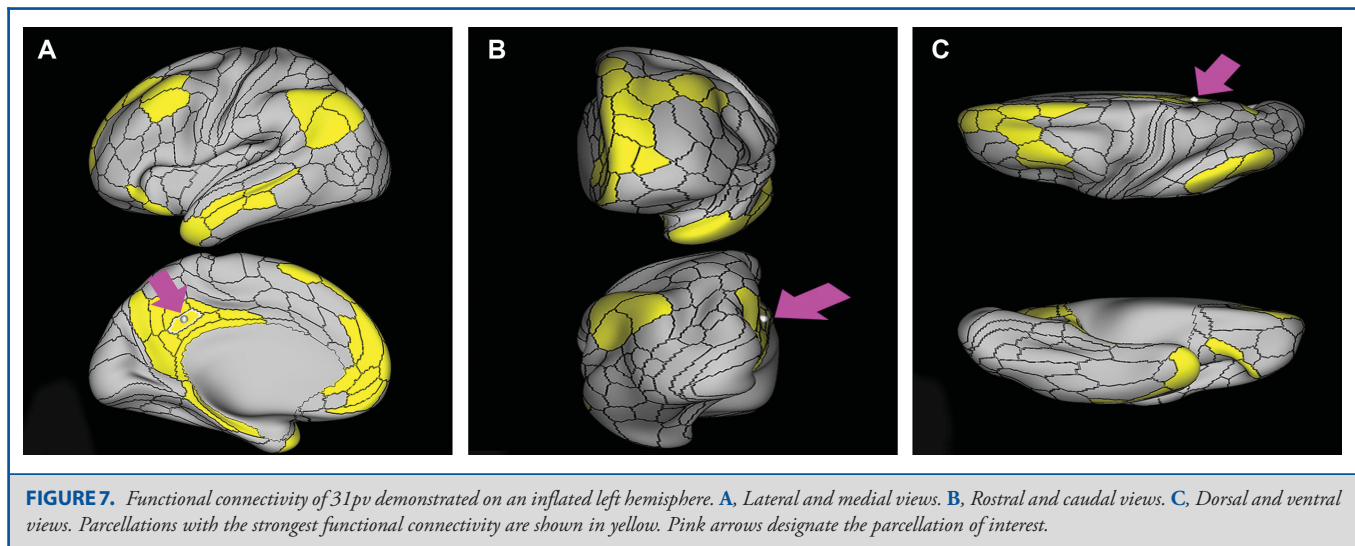 A
B
C
FIGURE 7. Functional connectivity of 31pv demonstrated on an inflated left hemisphere. A, Lateral and medial views. B, Rostral and caudal views. C, Dorsal and ventral
views. Parcellations with the strongest functional connectivity are shown in yellow. Pink arrows designate the parcellation of interest.